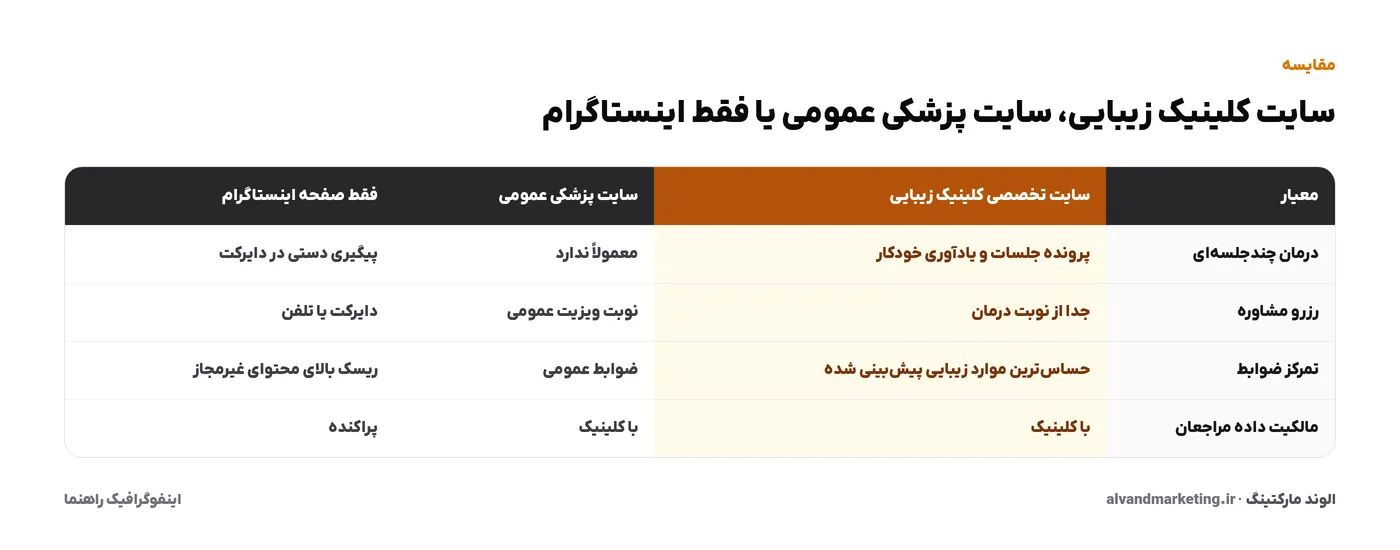 مقایسه
سایت کلینیک زیبایی، سایت پزشکی عمومی یا فقط اینستاگرام
معیار سایت تخصصی کلینیک زیبایی سایت پزشکی عمومی فقط صفحه اینستاگرام
درمان چندجلسه‌ای پرونده جلسات و یادآوری خودکار معمولاً ندارد پیگیری دستی در دایرکت
رزرو مشاوره جدا از نوبت درمان نوبت ویزیت عمومی دایرکت یا تلفن
تمرکز ضوابط حساس‌ترین موارد زیبایی پیش‌بینی شده ضوابط عمومی ریسک بالای محتوای غیرمجاز
مالکیت داده مراجعان با کلینیک با کلینیک پراکنده
الوند مارکتینگ · alvandmarketing.ir اینفوگرافیک راهنما